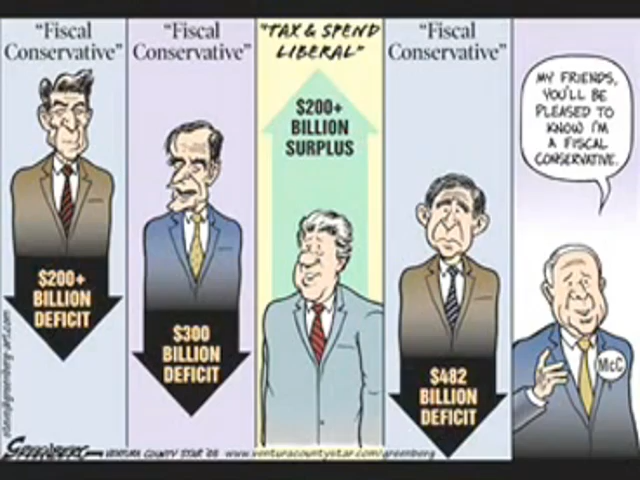 "Fiscal
Conservative"
$200+
BILLION
DEFICIT
"Fiscal
Conservative"
$300
BILLION
DEFICIT
"TAX & SPEND
LIBERAL"
$200+
BILLION
SURPLUS
"Fiscal
Conservative"
$482
BILLION
DEFICIT
MY FRIENDS,
YOU'LL BE
PLEASED TO
KNOW I'M
A FISCAL
CONSERVATIVE.
McC
GREENBERG— VENTURA COUNTY STAR '08 www.venturacountystar.com/greenberg